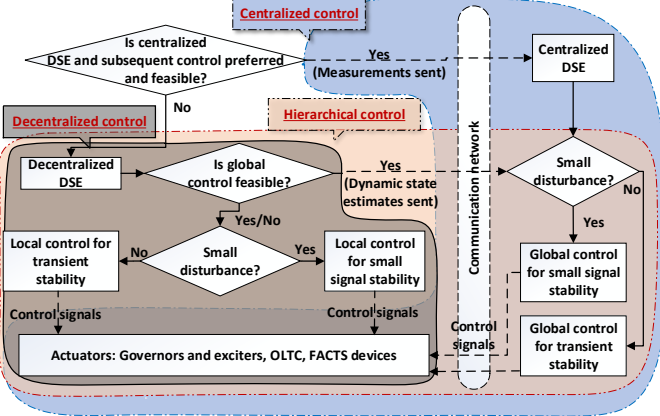 Centralized control
Is centralized
DSE and subsequent control preferred
and feasible?
Yes
(Measurements sent)
Centralized
DSE
No
Decentralized control
Hierarchical control
Decentralized
DSE
Is global
control feasible?
Yes
(Dynamic state
estimates sent)
Communication network
Small
disturbance?
No
Yes
Yes/No
Local control for
transient
stability
No
Small
disturbance?
Yes
Local control
for small
signal stability
Global control
for small signal
stability
Control signals
Control signals
Control
signals
Global control
for transient
stability
Actuators: Governors and exciters, OLTC, FACTS devices